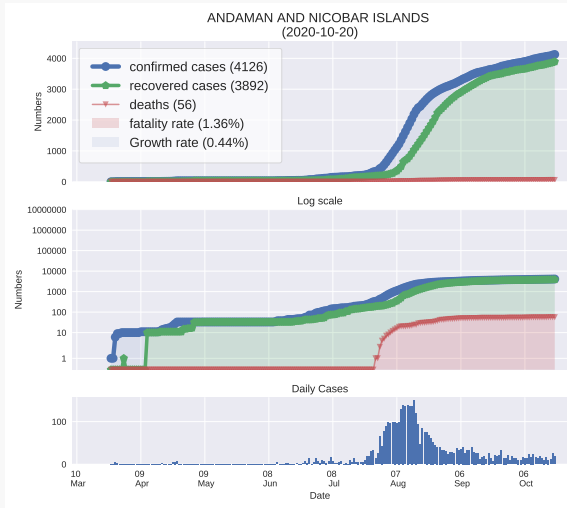 ANDAMAN AND NICOBAR ISLANDS
(2020-10-20)
confirmed cases (4126)
recovered cases (3892)
deaths (56)
fatality rate (1.36%)
Growth rate (0.44%)
Numbers
4000
3000
2000
1000
0
Log scale
Numbers
10000000
1000000
100000
10000
1000
100
10
1
Daily Cases
100
0
10 09 09 08 08 07 06 06
Mar Apr May Jun Jul Aug Sep Oct
Date